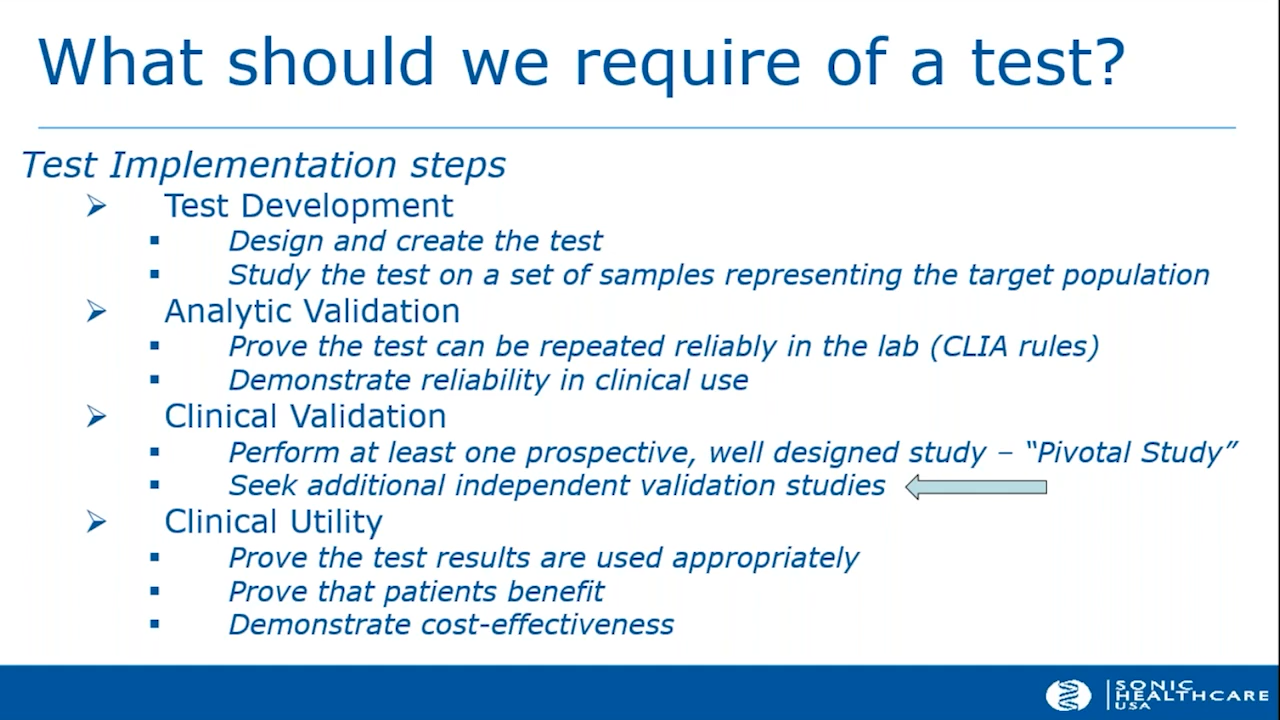 What should we require of a test?
Test Implementation steps
Test Development
Design and create the test
Study the test on a set of samples representing the target population
Analytic Validation
Prove the test can be repeated reliably in the lab (CLIA rules)
Demonstrate reliability in clinical use
Clinical Validation
Perform at least one prospective, well designed study – “Pivotal Study”
Seek additional independent validation studies
Clinical Utility
Prove the test results are used appropriately
Prove that patients benefit
Demonstrate cost-effectiveness
SONIC
HEALTHCARE
USA